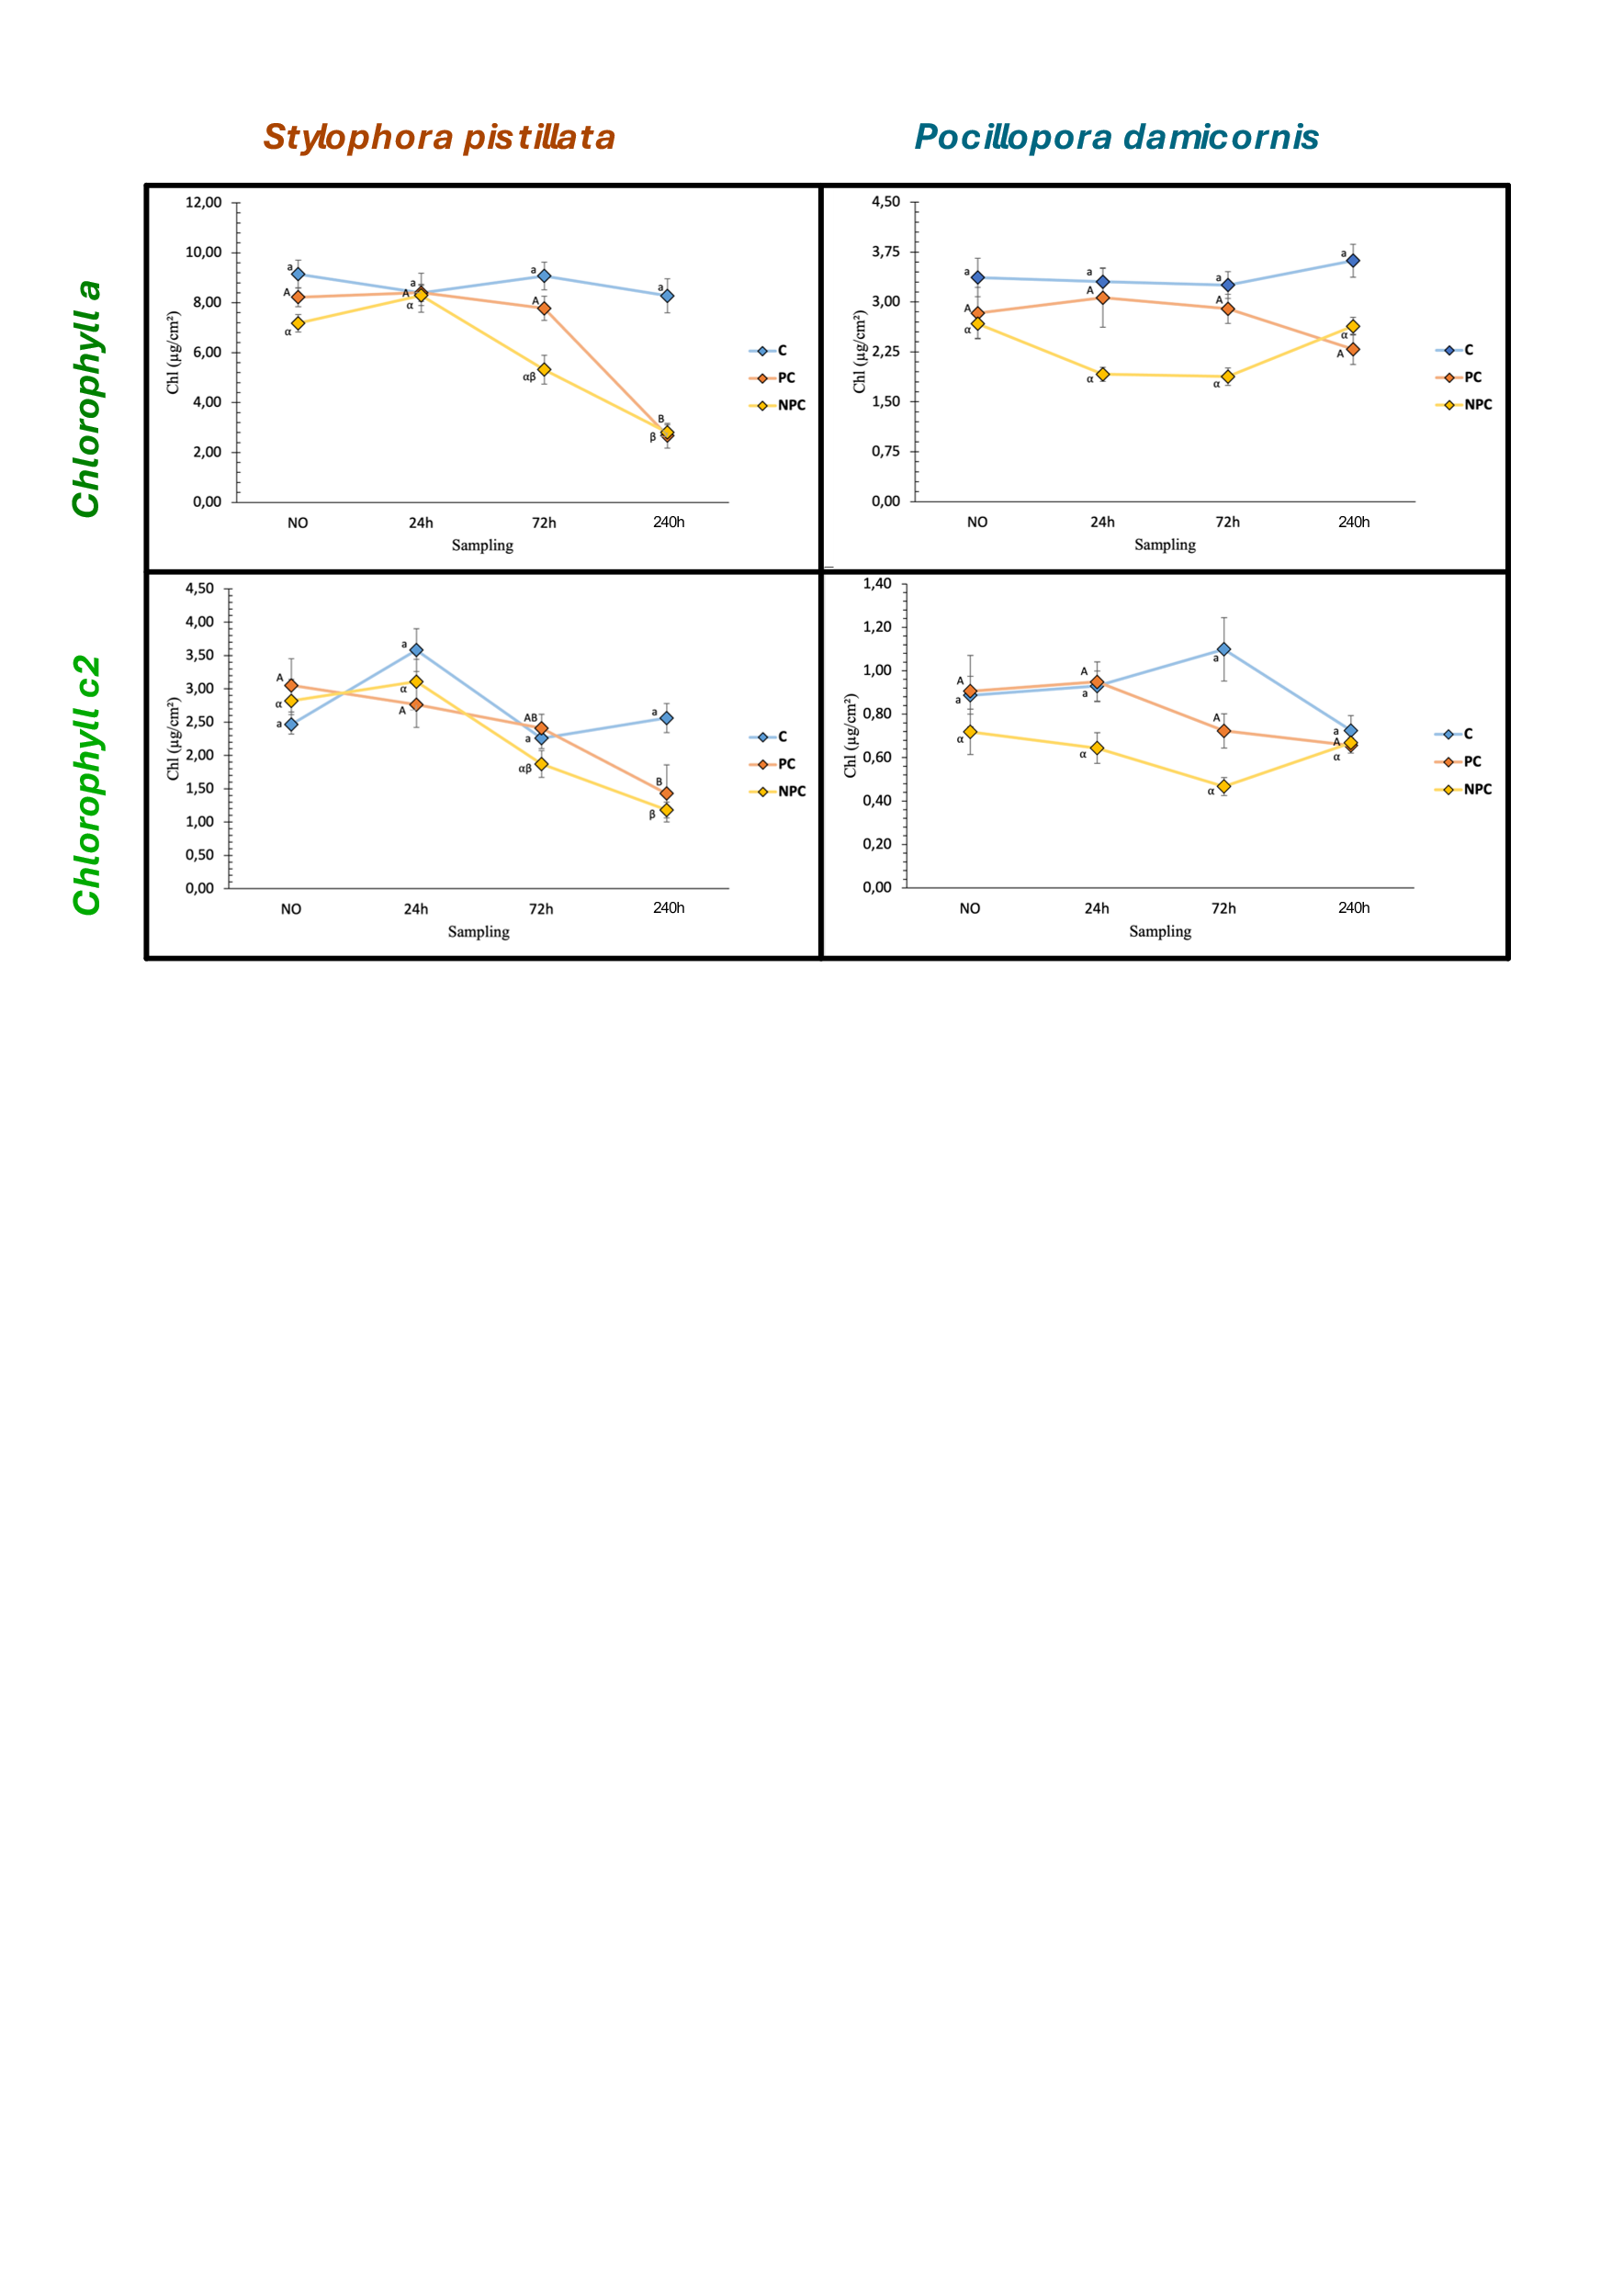 Stylophora pistillata
Pocillopora damicornis
Chlorophyll a
12,00
10,00
8,00
6,00
4,00
2,00
0,00
Chl (µg/cm²)
a
A
α
a
A
α
a
A
αβ
a
B
β
NO
24h
72h
240h
Sampling
C
PC
NPC
4,50
3,75
3,00
2,25
1,50
0,75
0,00
Chl (µg/cm²)
a
A
α
a
A
α
a
A
α
a
α
A
NO
24h
72h
240h
Sampling
C
PC
NPC
Chlorophyll c2
4,50
4,00
3,50
3,00
2,50
2,00
1,50
1,00
0,50
0,00
Chl (µg/cm²)
A
α
a
a
α
A
AB
a
αβ
a
B
β
NO
24h
72h
240h
Sampling
C
PC
NPC
1,40
1,20
1,00
0,80
0,60
0,40
0,20
0,00
Chl (µg/cm²)
A
a
α
A
a
α
a
A
α
a
A
α
NO
24h
72h
240h
Sampling
C
PC
NPC